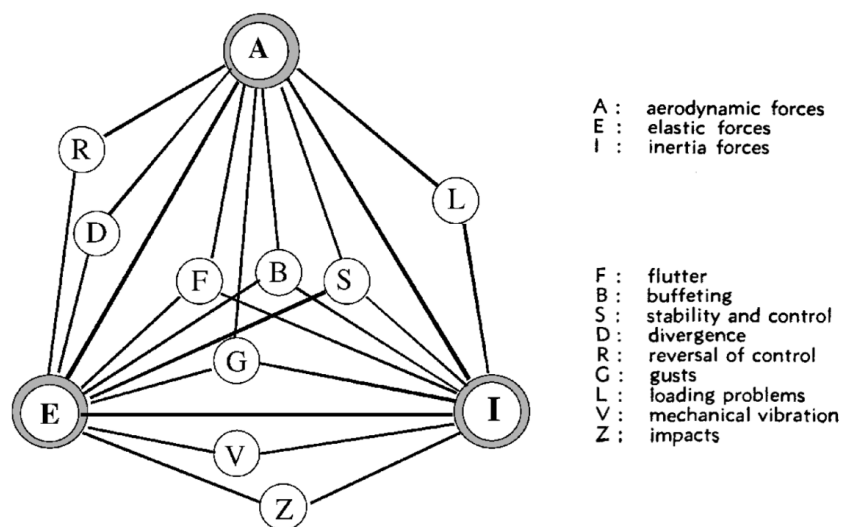 A
R
L
D
F B S
G
E
I
V
Z
A : aerodynamic forces
E : elastic forces
I : inertia forces
F : flutter
B : buffeting
S : stability and control
D : divergence
R : reversal of control
G : gusts
L : loading problems
V : mechanical vibration
Z : impacts